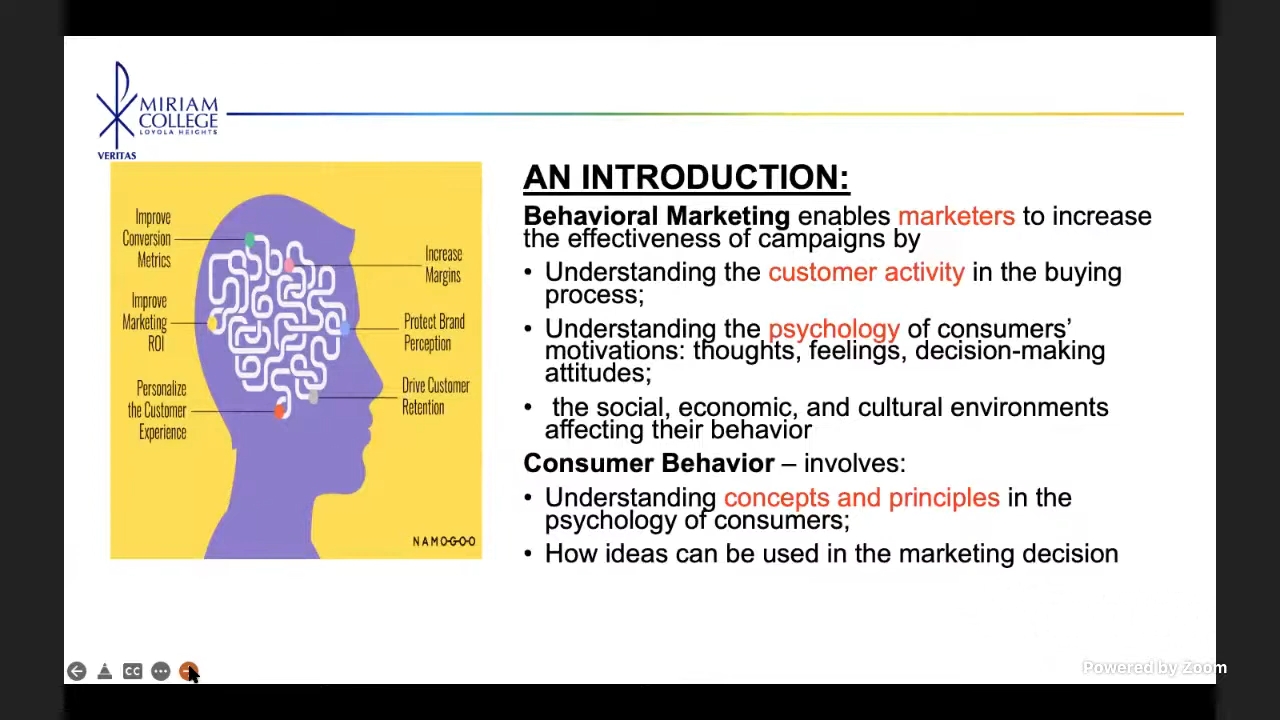 MIRIAM
COLLEGE
LOYOLA HEIGHTS
VERITAS
Improve
Conversion
Metrics
Improve
Marketing
ROI
Personalize
the Customer
Experience
Increase
Margins
Protect Brand
Perception
Drive Customer
Retention
NAMOGOO
AN INTRODUCTION:
Behavioral Marketing enables marketers to increase
the effectiveness of campaigns by
• Understanding the customer activity in the buying
process;
• Understanding the psychology of consumers’
motivations: thoughts, feelings, decision-making
attitudes;
• the social, economic, and cultural environments
affecting their behavior
Consumer Behavior – involves:
• Understanding concepts and principles in the
psychology of consumers;
• How ideas can be used in the marketing decision
CC
Powered by Zoom